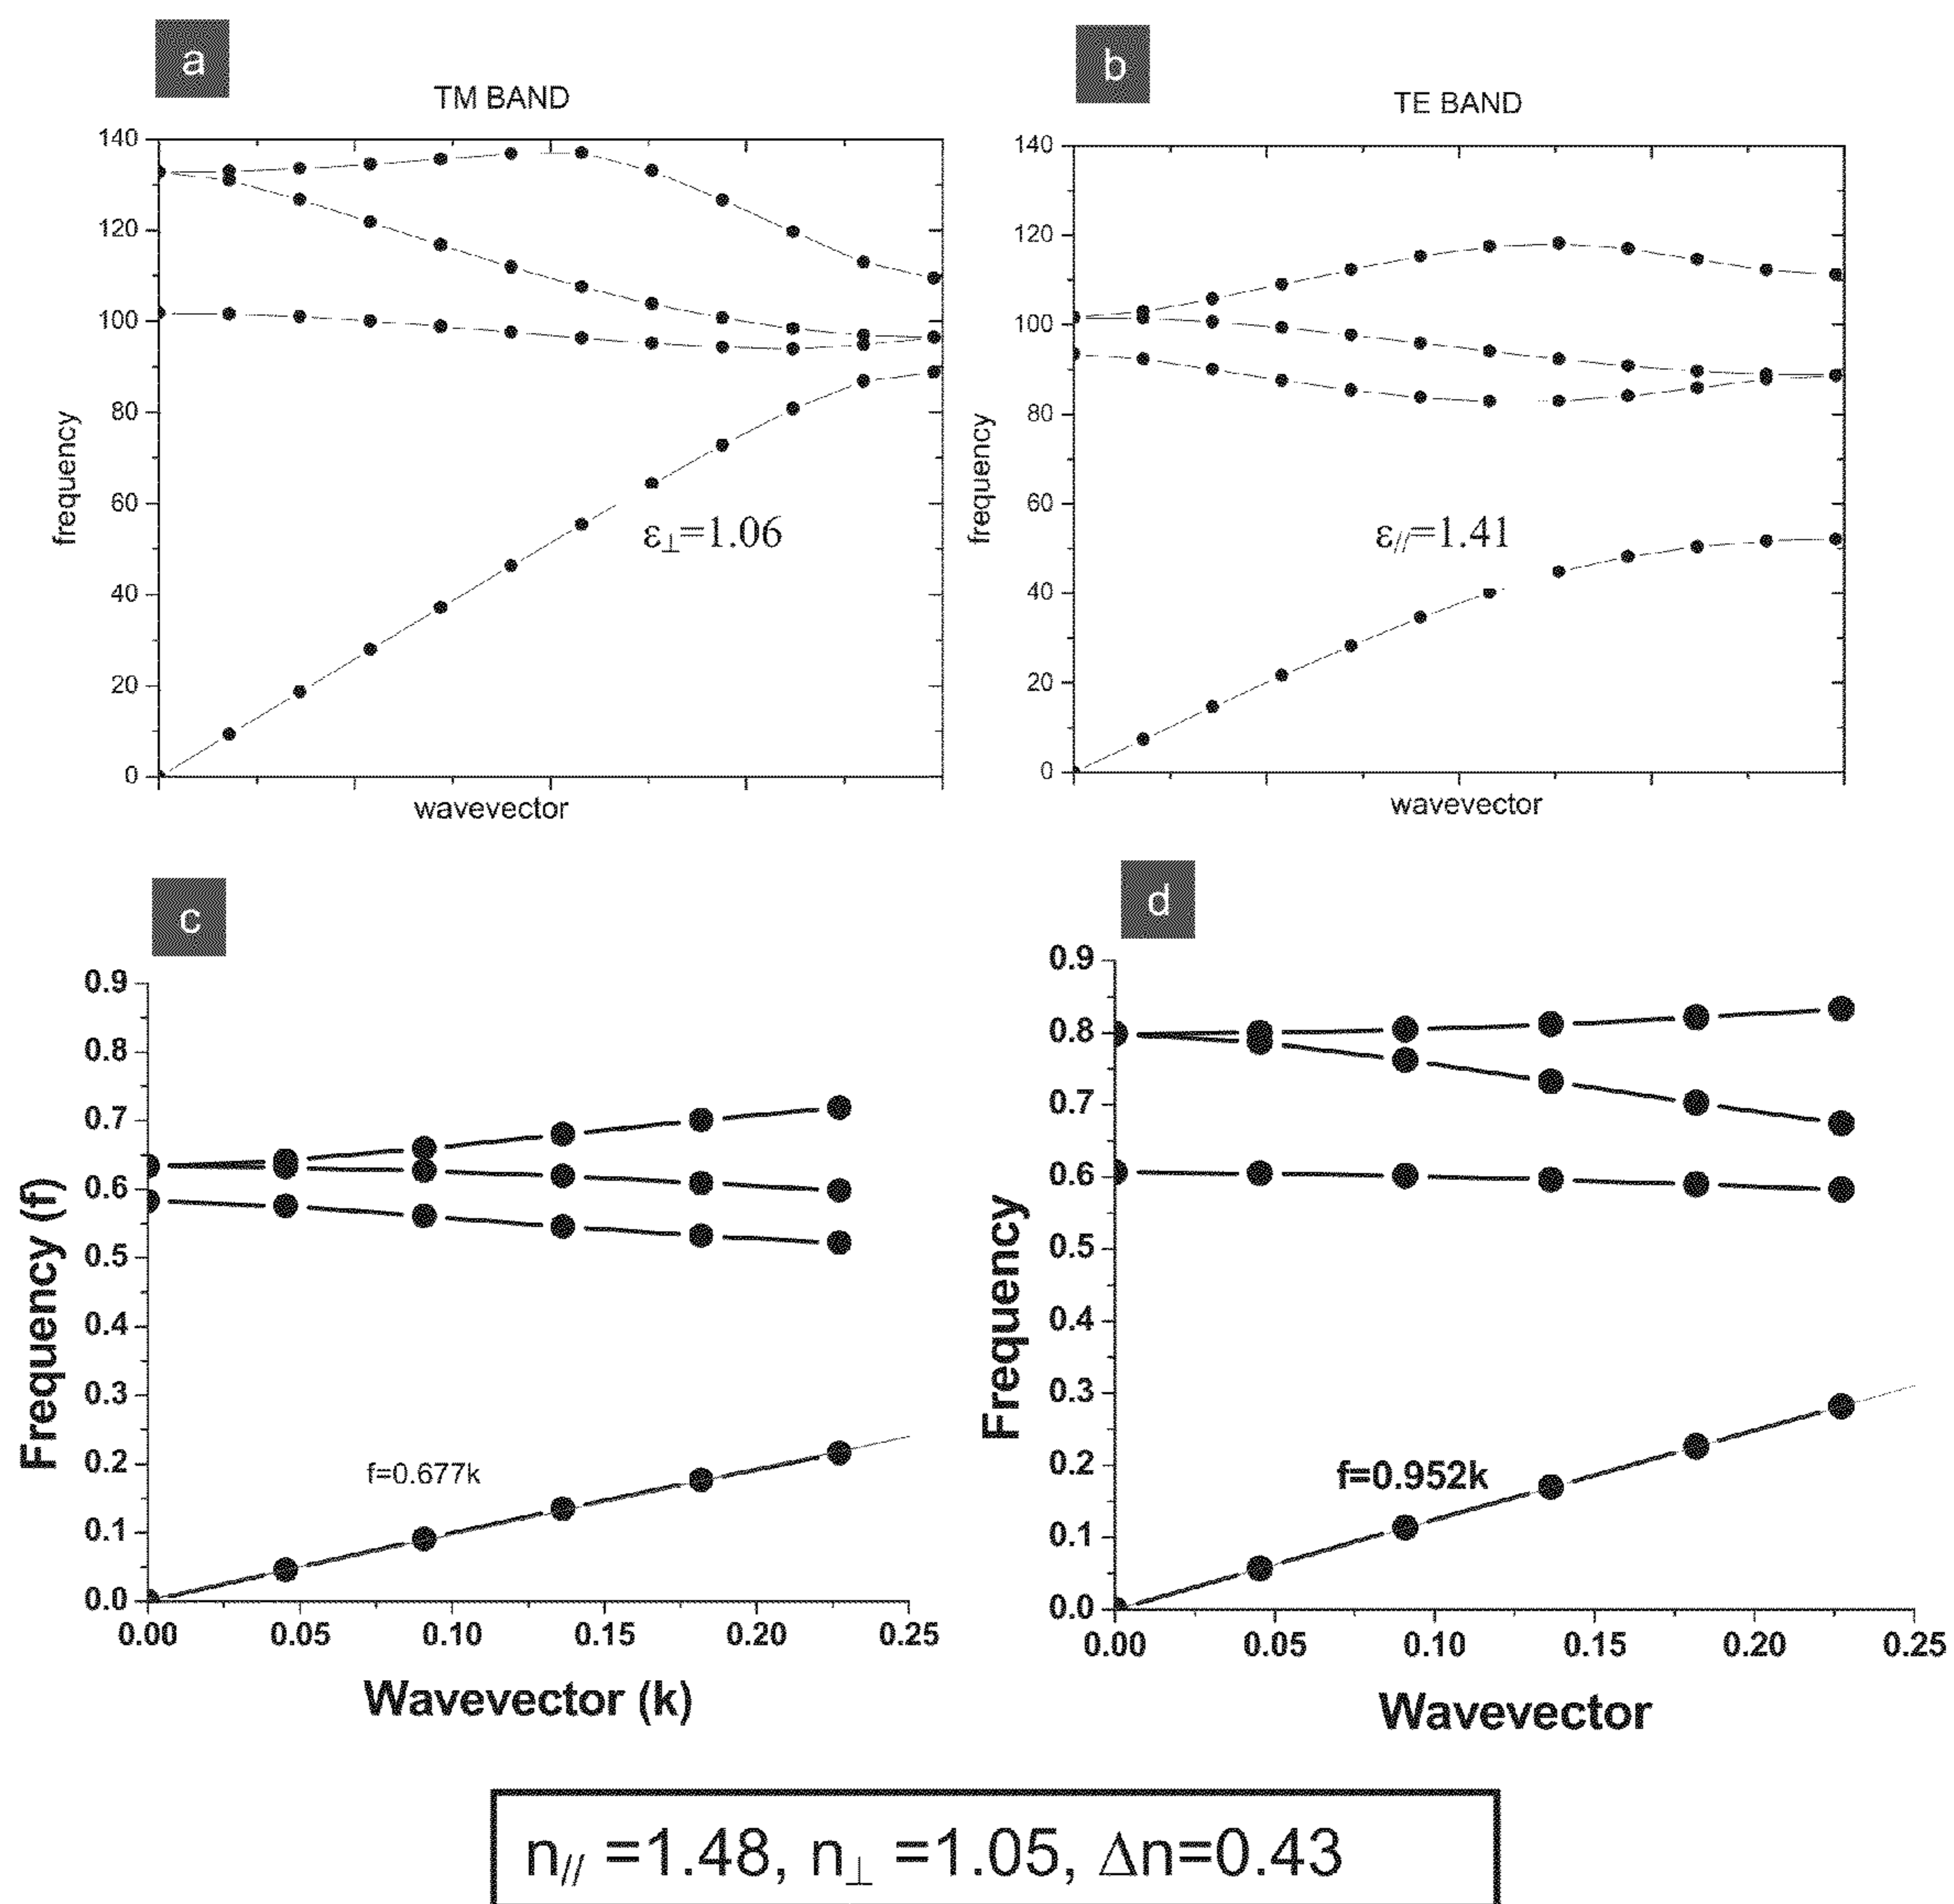 a
TM BAND
140
120
100
80
60
40
20
0
frequency
ε⊥=1.06
wavevector
b
TE BAND
140
120
100
80
60
40
20
0
frequency
ε//=1.41
wavevector
c
0.9
0.8
0.7
0.6
0.5
0.4
0.3
0.2
0.1
0.0
Frequency (f)
f=0.677k
0.00 0.05 0.10 0.15 0.20 0.25
Wavevector (k)
d
0.9
0.8
0.7
0.6
0.5
0.4
0.3
0.2
0.1
0.0
Frequency
f=0.952k
0.00 0.05 0.10 0.15 0.20 0.25
Wavevector
n// =1.48, n⊥ =1.05, Δn=0.43